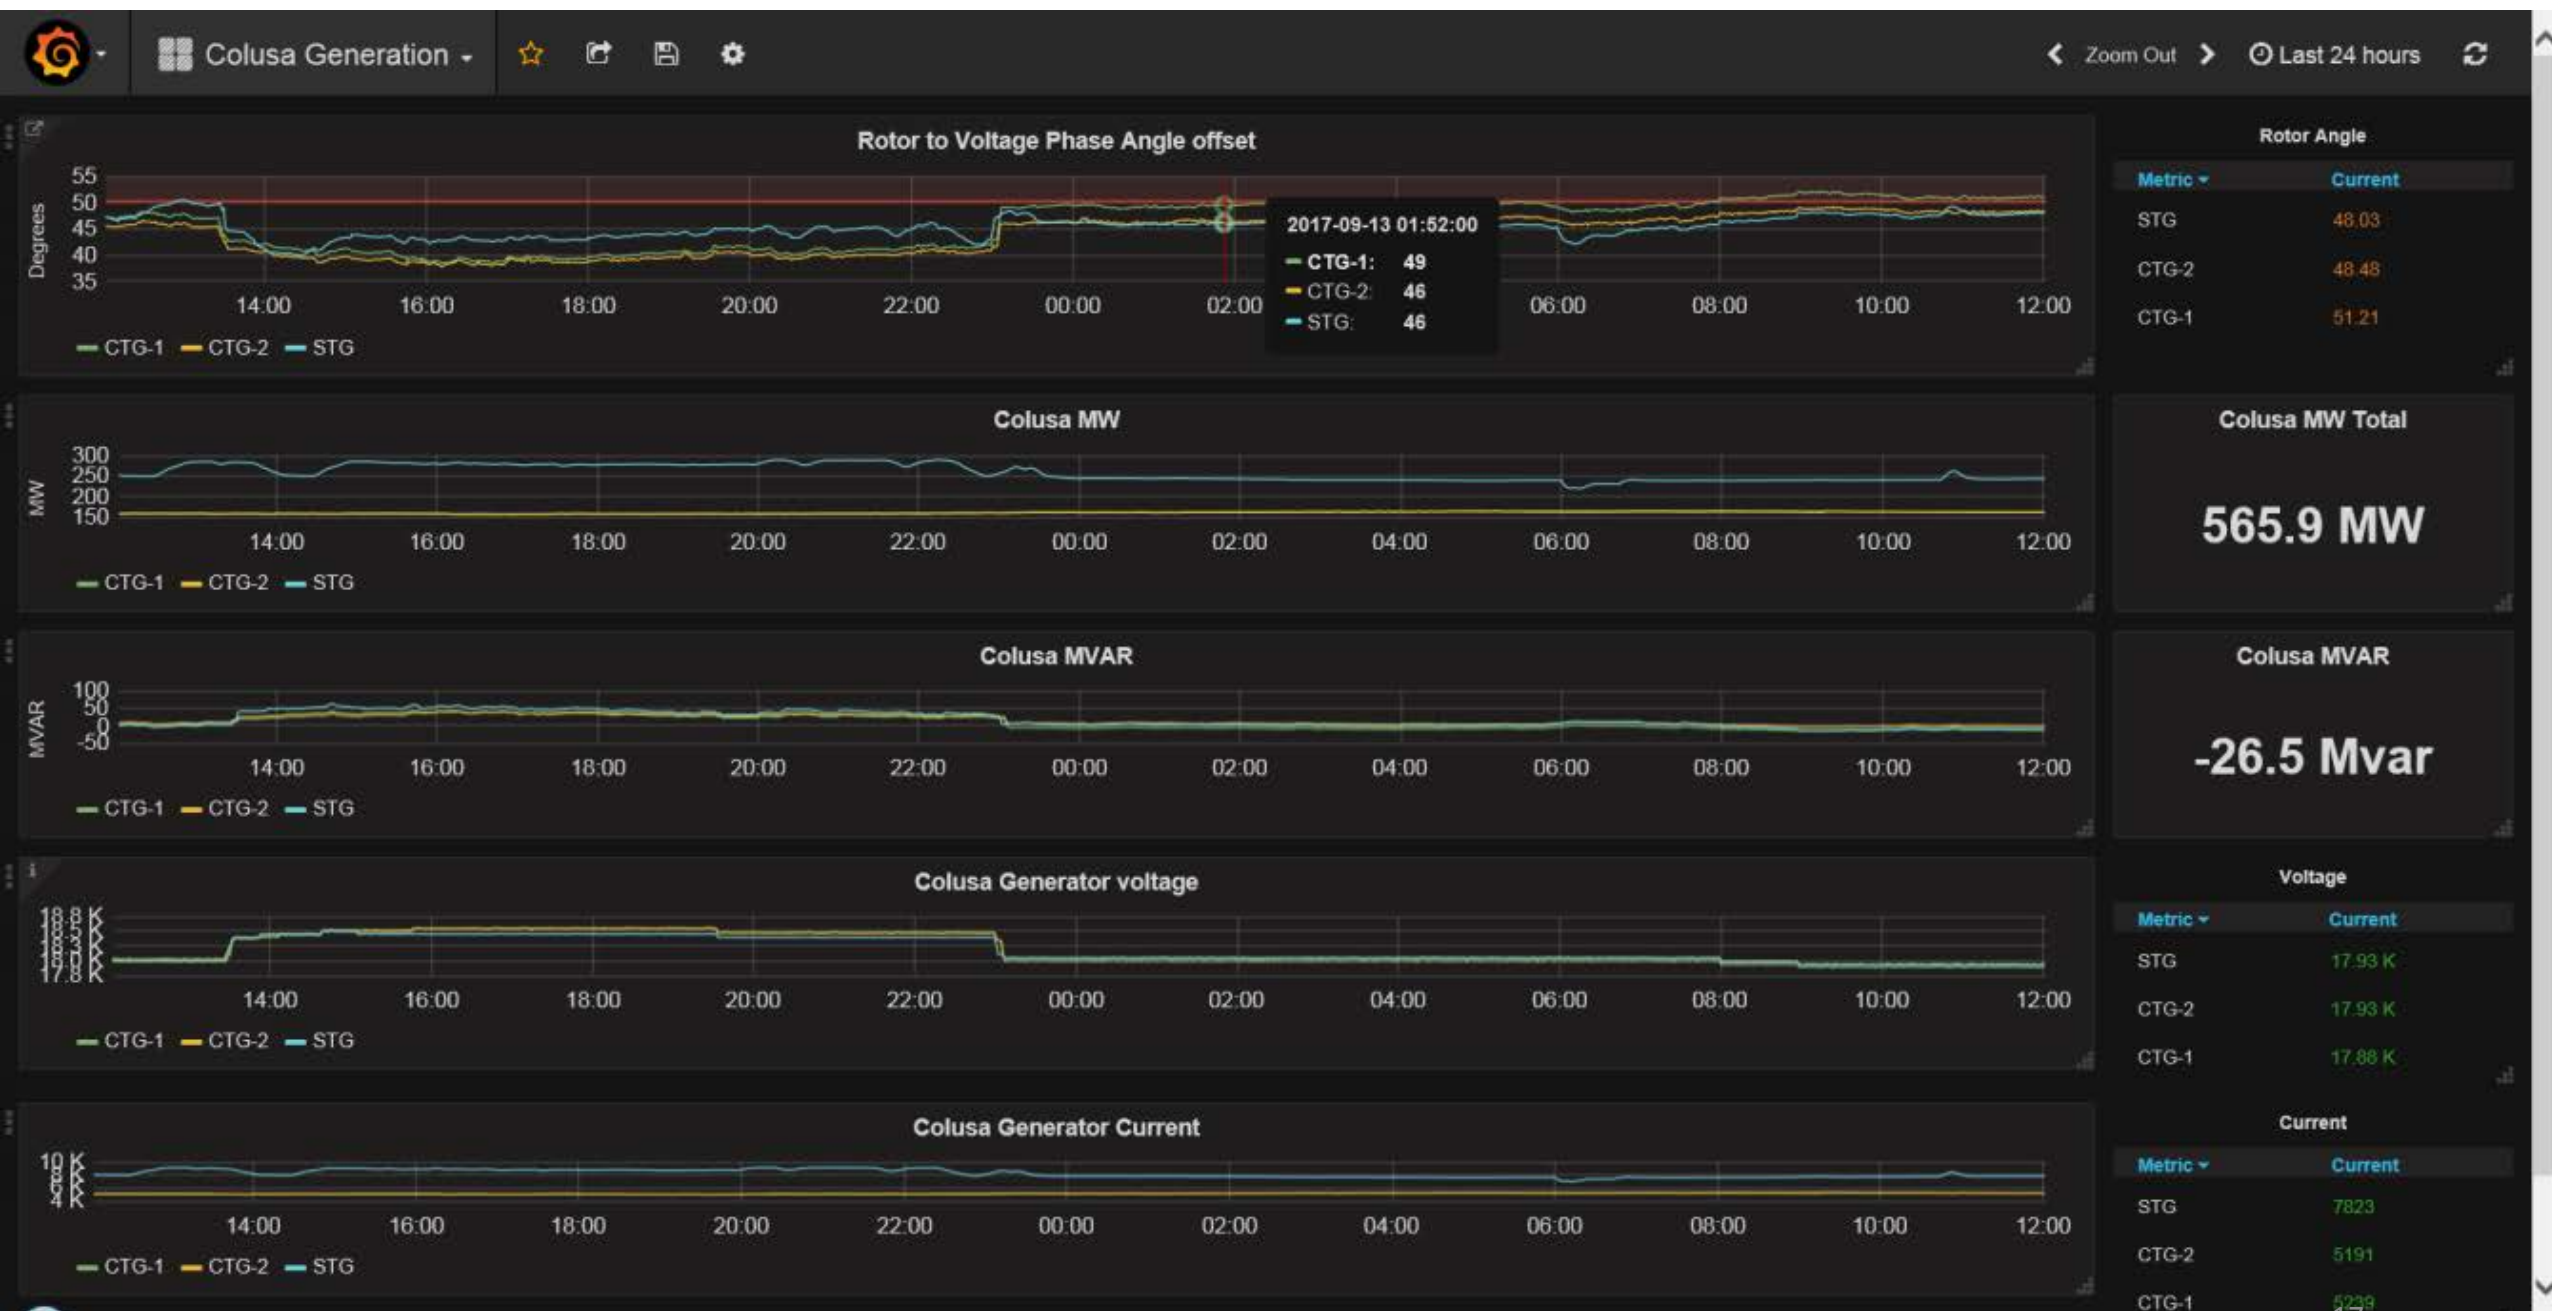 Colusa Generation
Zoom Out
Last 24 hours
Rotor to Voltage Phase Angle offset
Degrees
55
50
45
40
35
14:00 16:00 18:00 20:00 22:00 00:00 02:00 06:00 08:00 10:00 12:00
2017-09-13 01:52:00
CTG-1: 49
CTG-2: 46
STG: 46
CTG-1 CTG-2 STG
Rotor Angle
Metric Current
STG 48.03
CTG-2 48.48
CTG-1 51.21
Colusa MW
MW
300
250
200
150
14:00 16:00 18:00 20:00 22:00 00:00 02:00 04:00 06:00 08:00 10:00 12:00
CTG-1 CTG-2 STG
Colusa MW Total
565.9 MW
Colusa MVAR
MVAR
100
50
0
-50
14:00 16:00 18:00 20:00 22:00 00:00 02:00 04:00 06:00 08:00 10:00 12:00
CTG-1 CTG-2 STG
Colusa MVAR
-26.5 Mvar
Colusa Generator voltage
18.8 K
18.5 K
18.3 K
18.0 K
17.8 K
14:00 16:00 18:00 20:00 22:00 00:00 02:00 04:00 06:00 08:00 10:00 12:00
CTG-1 CTG-2 STG
Voltage
Metric Current
STG 17.93 K
CTG-2 17.93 K
CTG-1 17.88 K
Colusa Generator Current
10 K
8 K
6 K
4 K
14:00 16:00 18:00 20:00 22:00 00:00 02:00 04:00 06:00 08:00 10:00 12:00
CTG-1 CTG-2 STG
Current
Metric Current
STG 7823
CTG-2 5191
CTG-1 5239